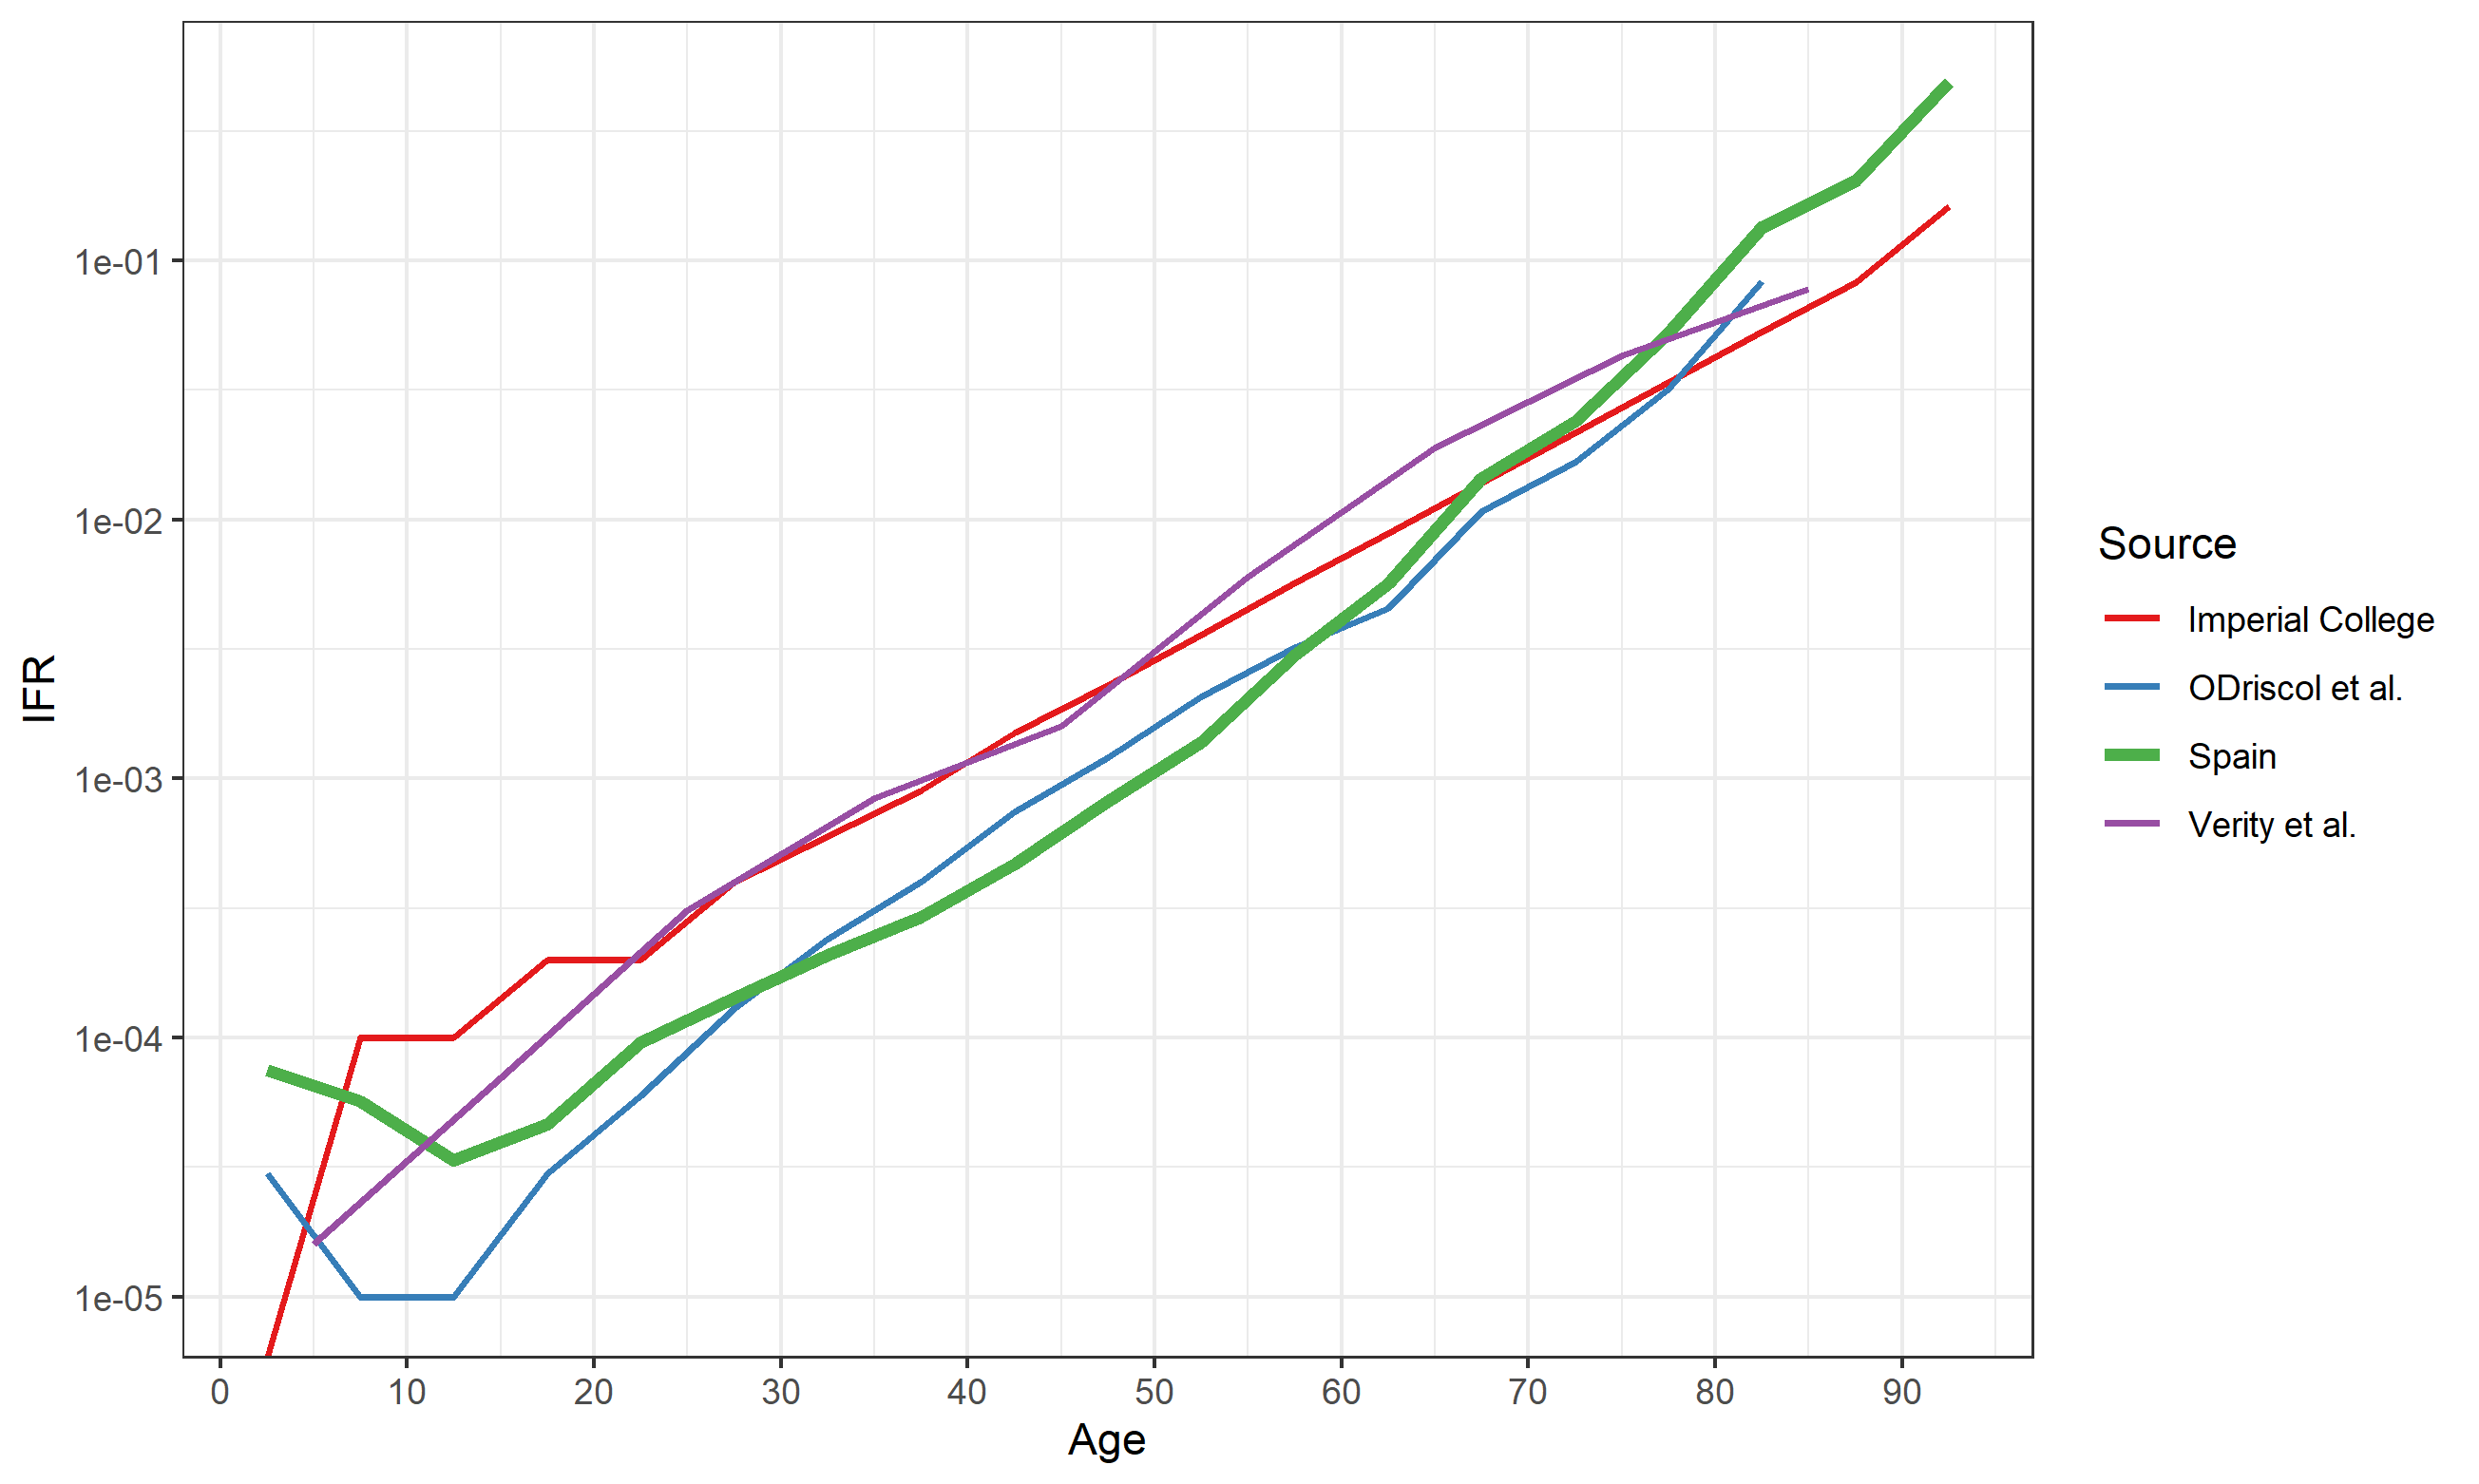 IFR
1e-01
1e-02
1e-03
1e-04
1e-05
0 10 20 30 40 50 60 70 80 90
Age
Source
Imperial College
ODriscol et al.
Spain
Verity et al.